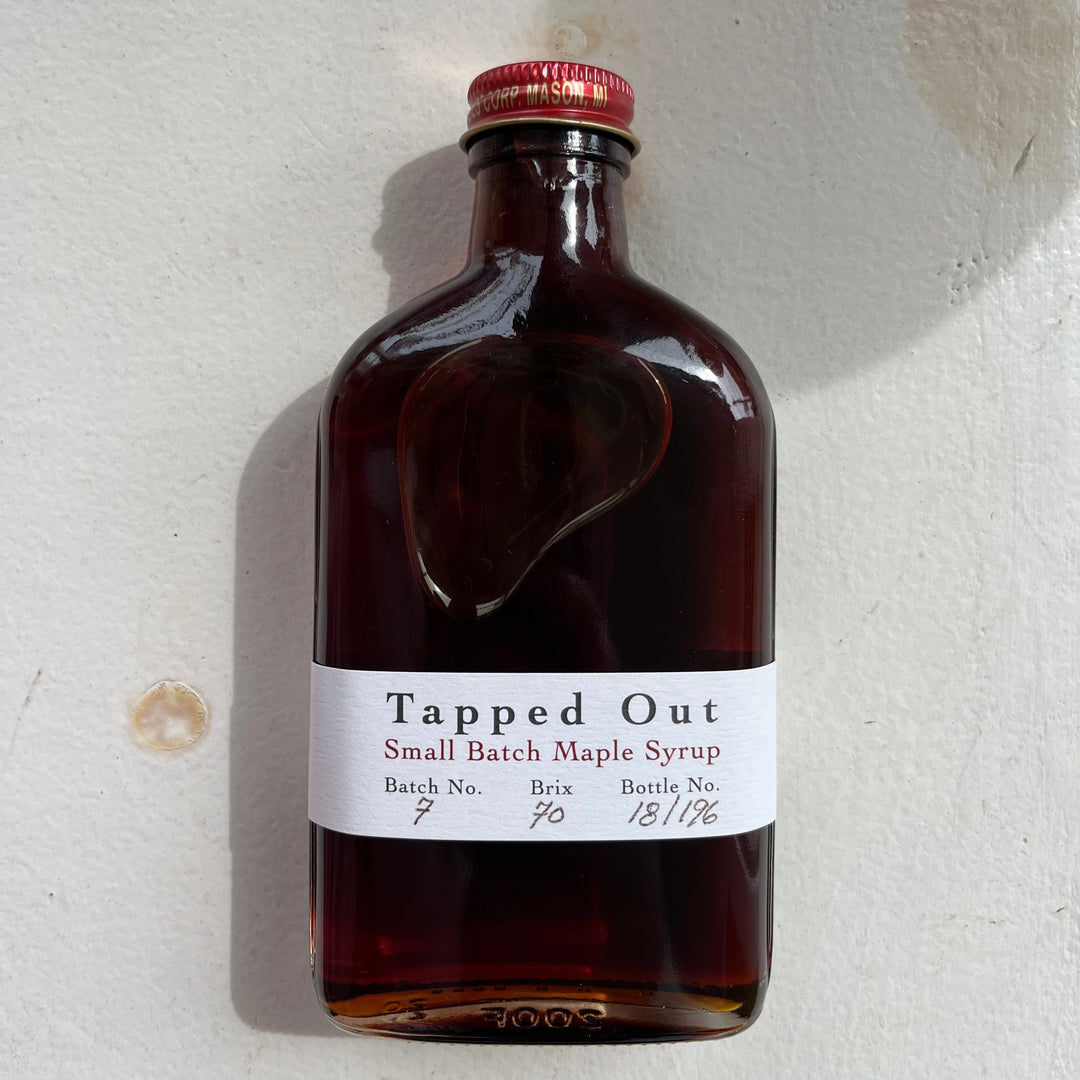 CORP. MASON, MI
Tapped Out
Small Batch Maple Syrup
Batch No. Brix Bottle No.
7 70 18/196